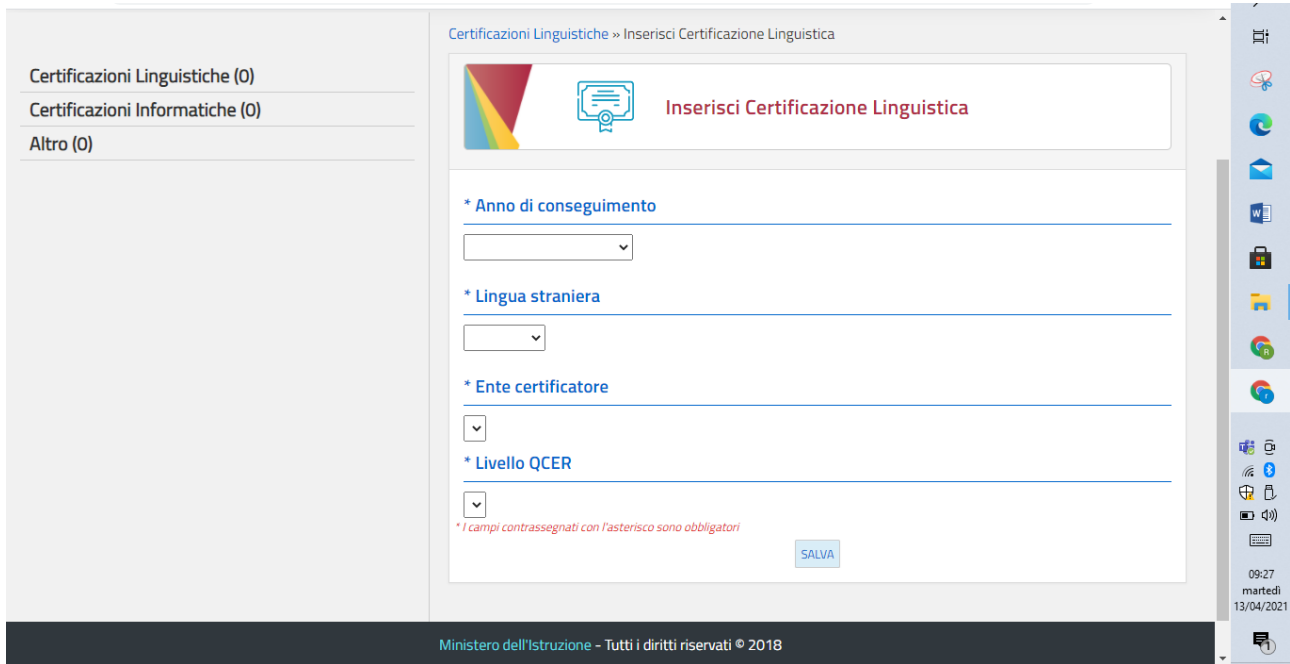 Certificazioni Linguistiche » Inserisci Certificazione Linguistica
Certificazioni Linguistiche (0)
Certificazioni Informatiche (0)
Altro (0)
Inserisci Certificazione Linguistica
* Anno di conseguimento
* Lingua straniera
* Ente certificatore
* Livello QCER
* I campi contrassegnati con l'asterisco sono obbligatori
SALVA
Ministero dell'Istruzione - Tutti i diritti riservati © 2018
W
R
r
09:27
martedì
13/04/2021
1